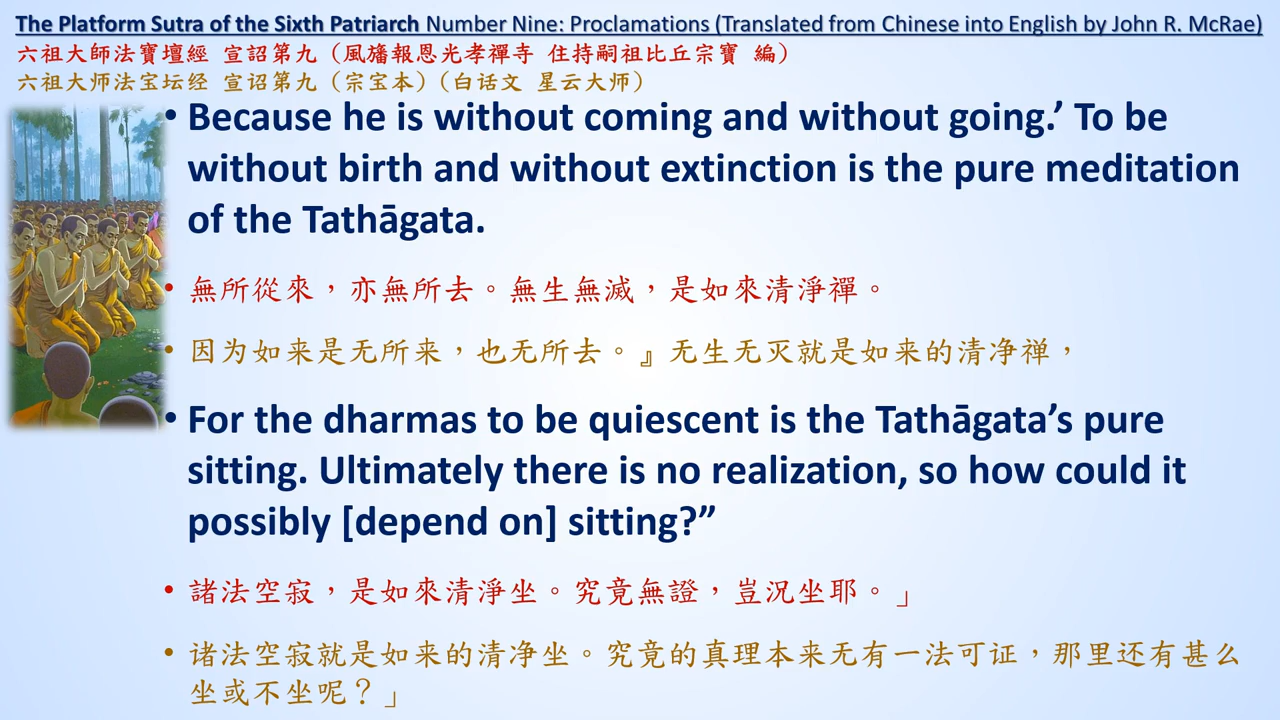 The Platform Sutra of the Sixth Patriarch Number Nine: Proclamations (Translated from Chinese into English by John R. McRae)
六祖大師法寶壇經 宣詔第九（風旛報恩光孝禪寺 住持嗣祖比丘宗寶 編）
六祖大师法宝坛经 宣诏第九（宗宝本）（白话文 星云大师）
• Because he is without coming and without going.’ To be
without birth and without extinction is the pure meditation
of the Tathāgata.
• 無所從來，亦無所去。無生無滅，是如來清淨禪。
• 因为如来是无所来，也无所去。』无生无灭就是如来的清净禅，
• For the dharmas to be quiescent is the Tathāgata’s pure
sitting. Ultimately there is no realization, so how could it
possibly [depend on] sitting?”
• 諸法空寂，是如來清淨坐。究竟無證，豈況坐耶。」
• 诸法空寂就是如来的清净坐。究竟的真理本来无有一法可证，那里还有甚么
坐或不坐呢？」